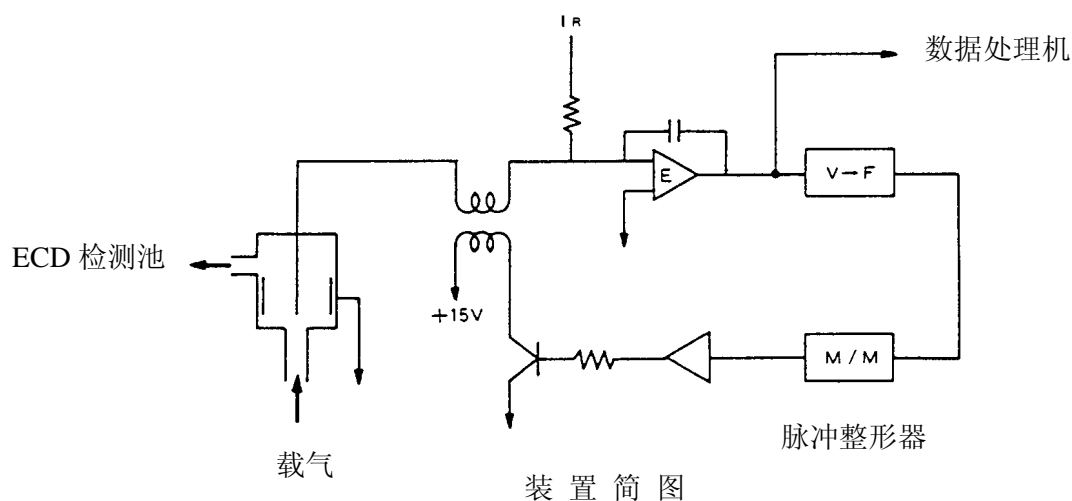 I R
数据处理机
E
V→F
ECD 检测池
+15V
M / M
脉冲整形器
载气
装 置 简 图